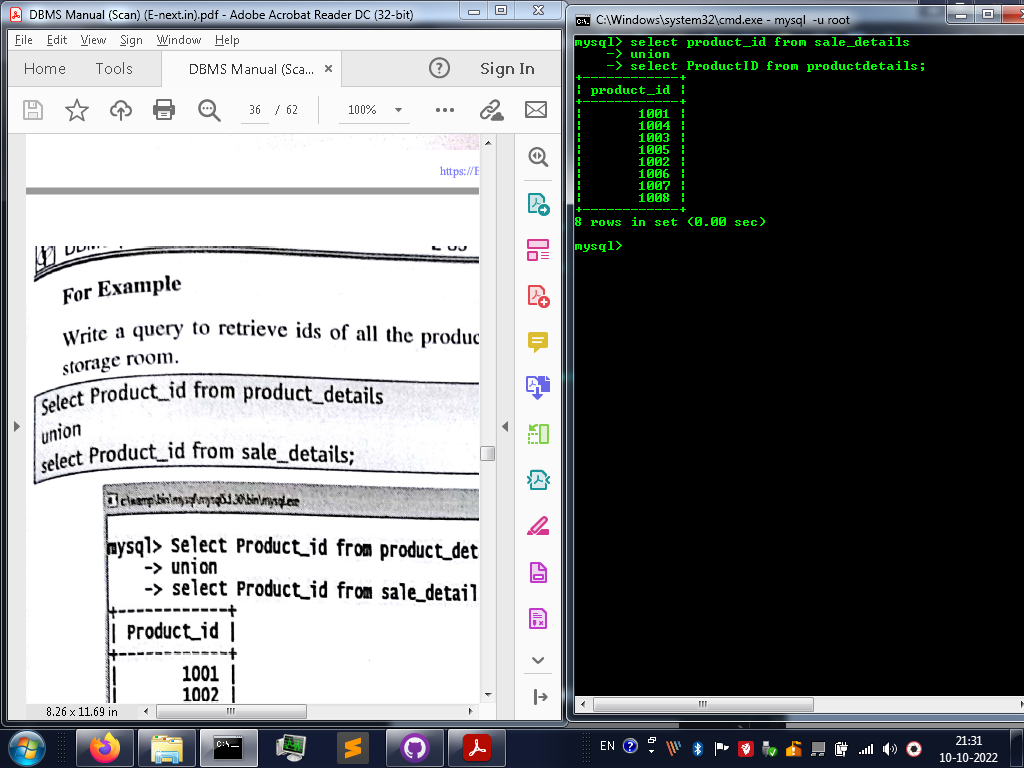 DBMS Manual (Scan) (E-next.in).pdf - Adobe Acrobat Reader DC (32-bit)
File Edit View Sign Window Help
Home Tools DBMS Manual (Sca... × ? Sign In
36 / 62 100%
https://E
For Example
Write a query to retrieve ids of all the produc
storage room.
Select Product_id from product_details
union
select Product_id from sale_details;
c:\wamp\bin\mysql\mysql5.1.30\bin\mysql.exe
mysql> Select Product_id from product_det
-> union
-> select Product_id from sale_detail
| Product_id |
| 1001 |
| 1002 |
8.26 x 11.69 in
C:\Windows\system32\cmd.exe - mysql -u root
mysql> select product_id from sale_details
-> union
-> select ProductID from productdetails;
+------------+
| product_id |
+------------+
| 1001 |
| 1004 |
| 1003 |
| 1005 |
| 1002 |
| 1006 |
| 1007 |
| 1008 |
+------------+
8 rows in set (0.00 sec)
mysql>
EN 21:31
10-10-2022